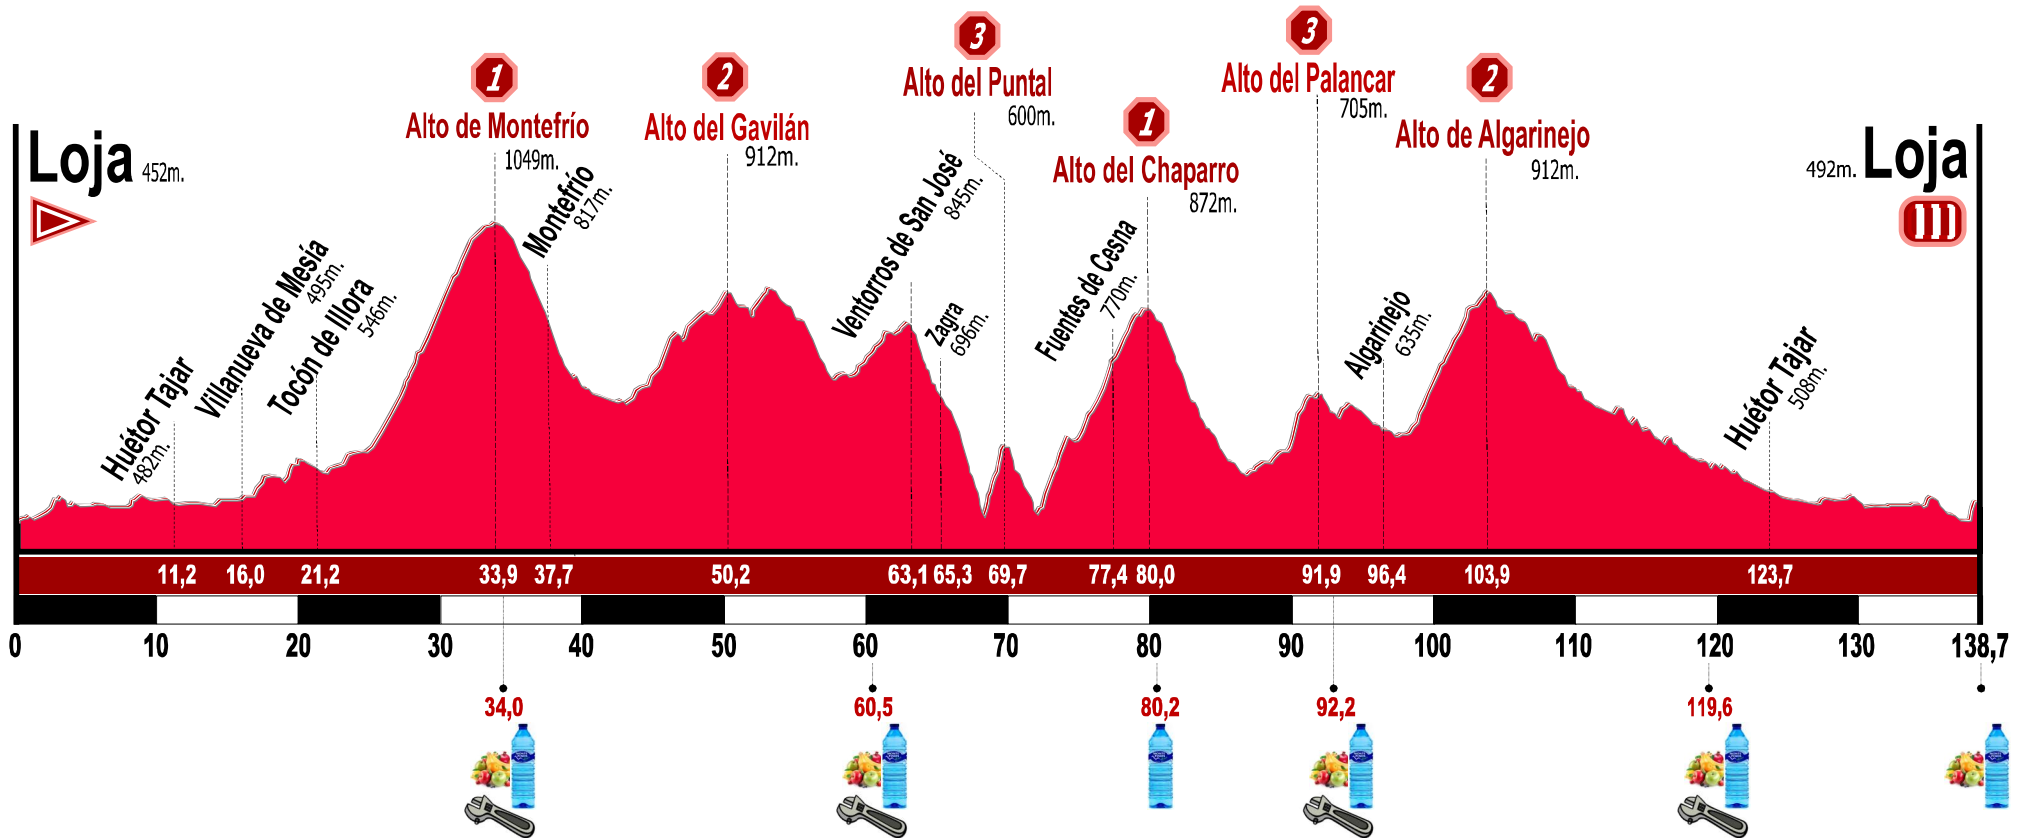 3
3
1
2
2
Alto del Puntal
600m.
Alto del Palancar
705m.
1
Alto de Montefrío
1049m.
Alto del Gavilán
912m.
Alto del Chaparro
872m.
Alto de Algarinejo
912m.
Loja 452m.
492m. Loja
Huétor Tajar
482m.
Villanueva de Mesía
495m.
Tocón de Illora
546m.
Montefrío
817m.
Ventorros de San José
845m.
Zagra
696m.
Fuentes de Cesna
770m.
Algarinejo
635m.
Huétor Tajar
508m.
11,2 16,0 21,2 33,9 37,7 50,2 63,1 65,3 69,7 77,4 80,0 91,9 96,4 103,9 123,7
0 10 20 30 40 50 60 70 80 90 100 110 120 130 138,7
34,0 60,5 80,2 92,2 119,6